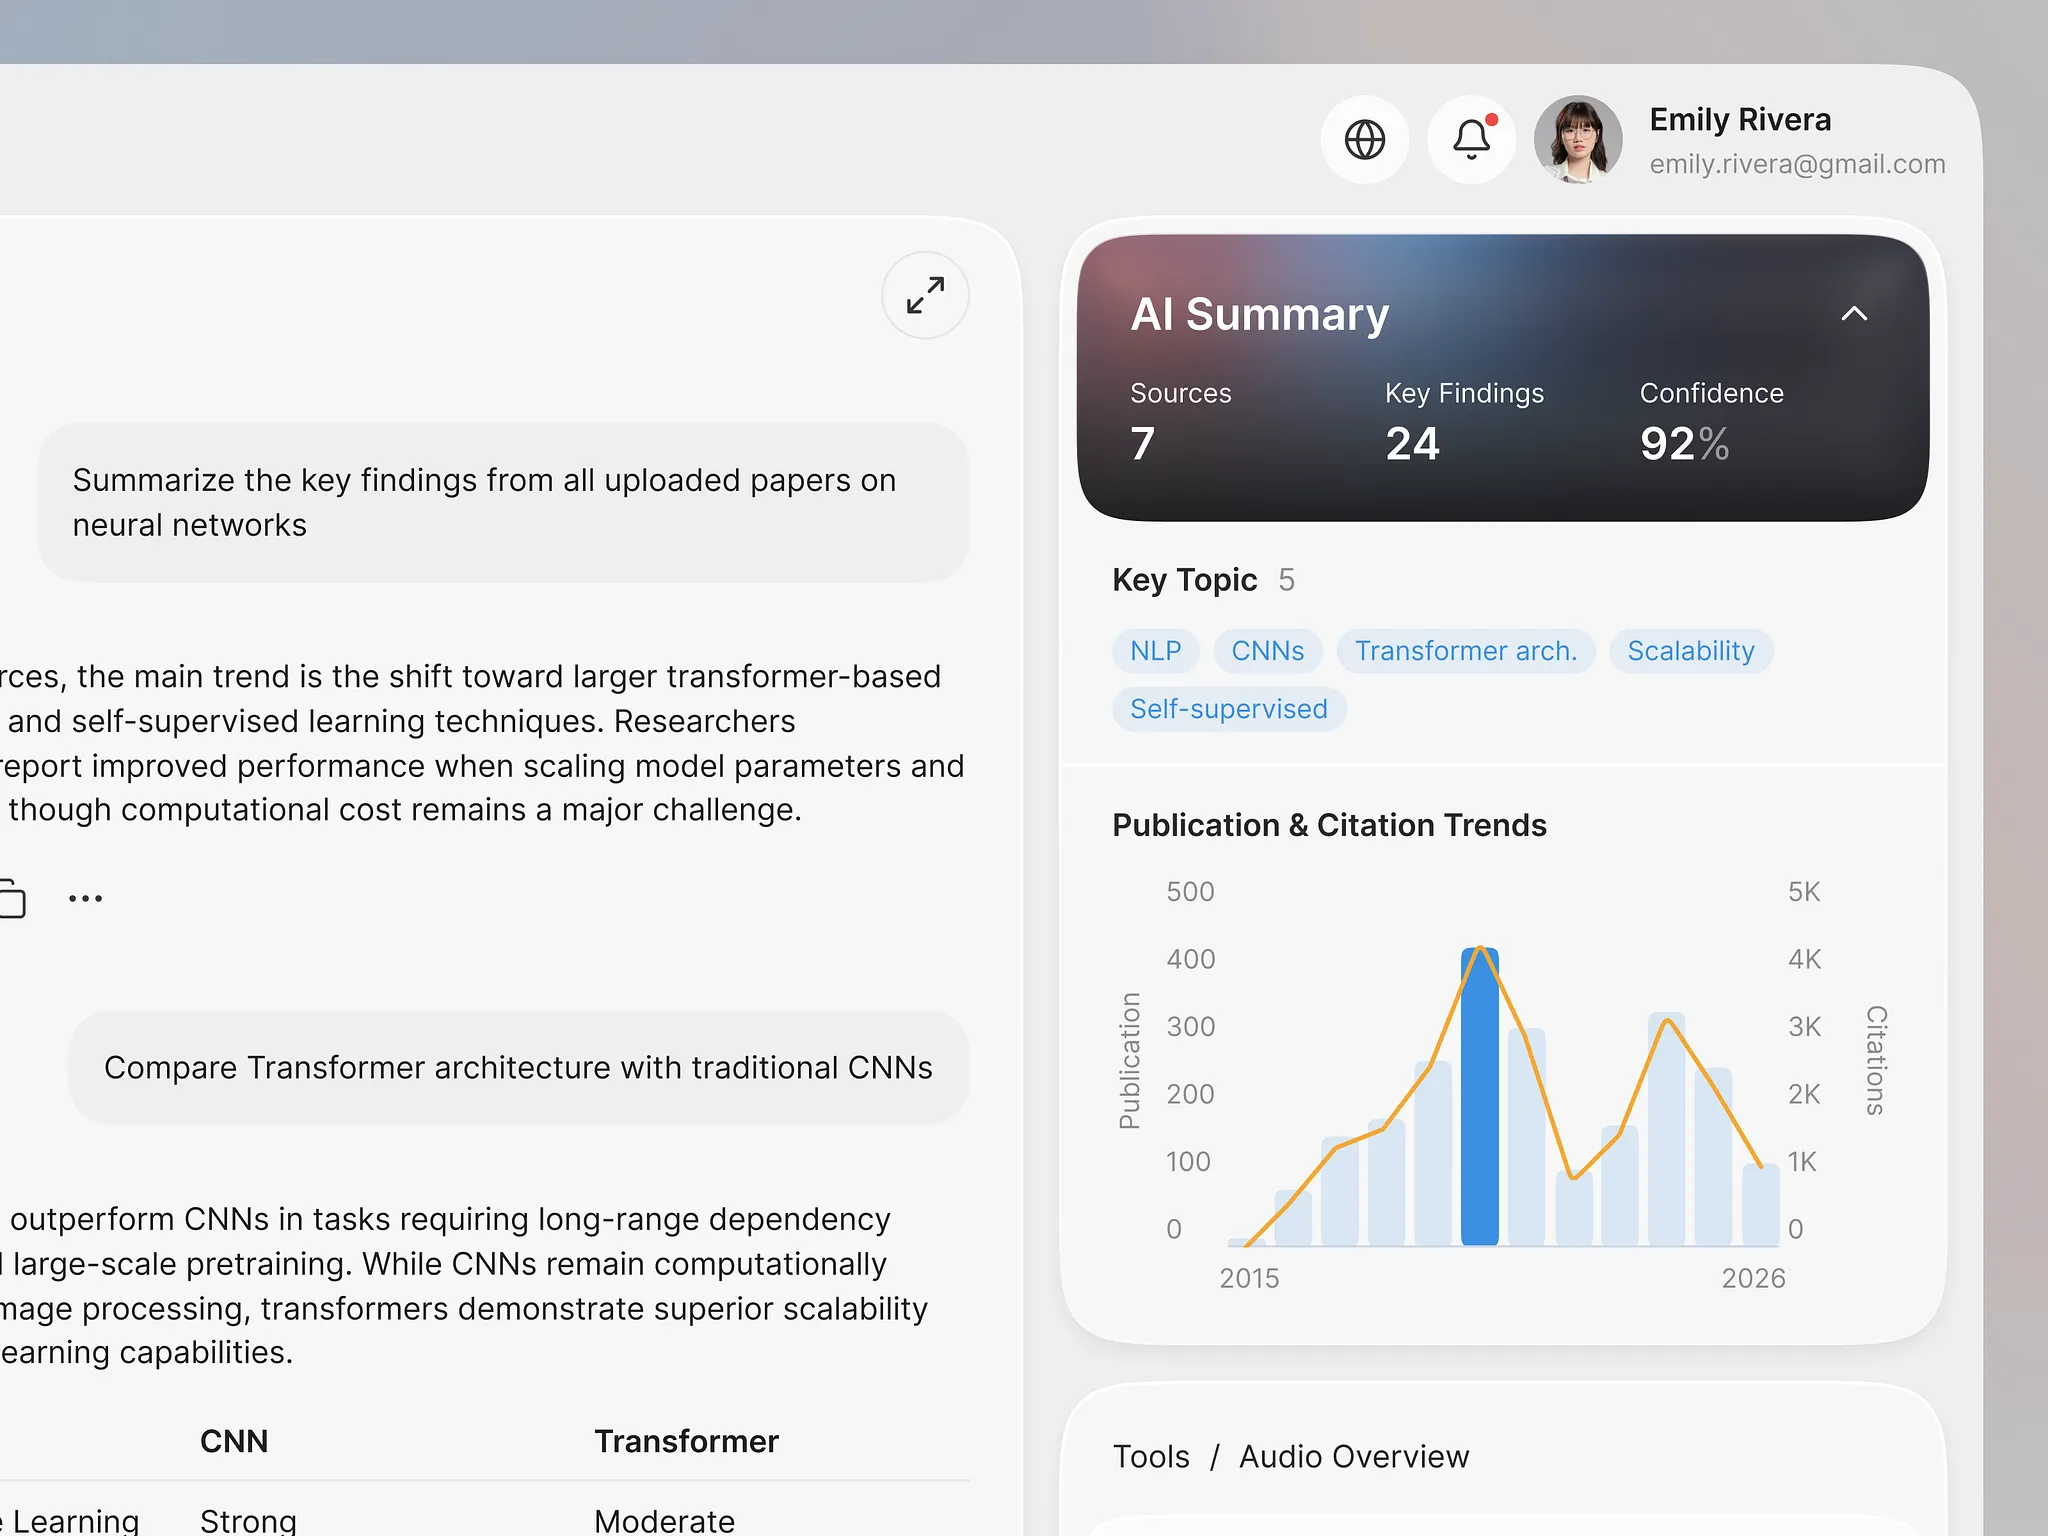 Emily Rivera
emily.rivera@gmail.com
Summarize the key findings from all uploaded papers on
neural networks
the main trend is the shift toward larger transformer-based
and self-supervised learning techniques. Researchers
report improved performance when scaling model parameters and
though computational cost remains a major challenge.
Compare Transformer architecture with traditional CNNs
outperform CNNs in tasks requiring long-range dependency
large-scale pretraining. While CNNs remain computationally
processing, transformers demonstrate superior scalability
capabilities.
CNN Transformer
Learning Strong Moderate
AI Summary
Sources Key Findings Confidence
7 24 92%
Key Topic 5
NLP CNNs Transformer arch. Scalability
Self-supervised
Publication & Citation Trends
Publication
500
400
300
200
100
0
5K
4K
3K
2K
1K
0
Citations
2015 2026
Tools / Audio Overview